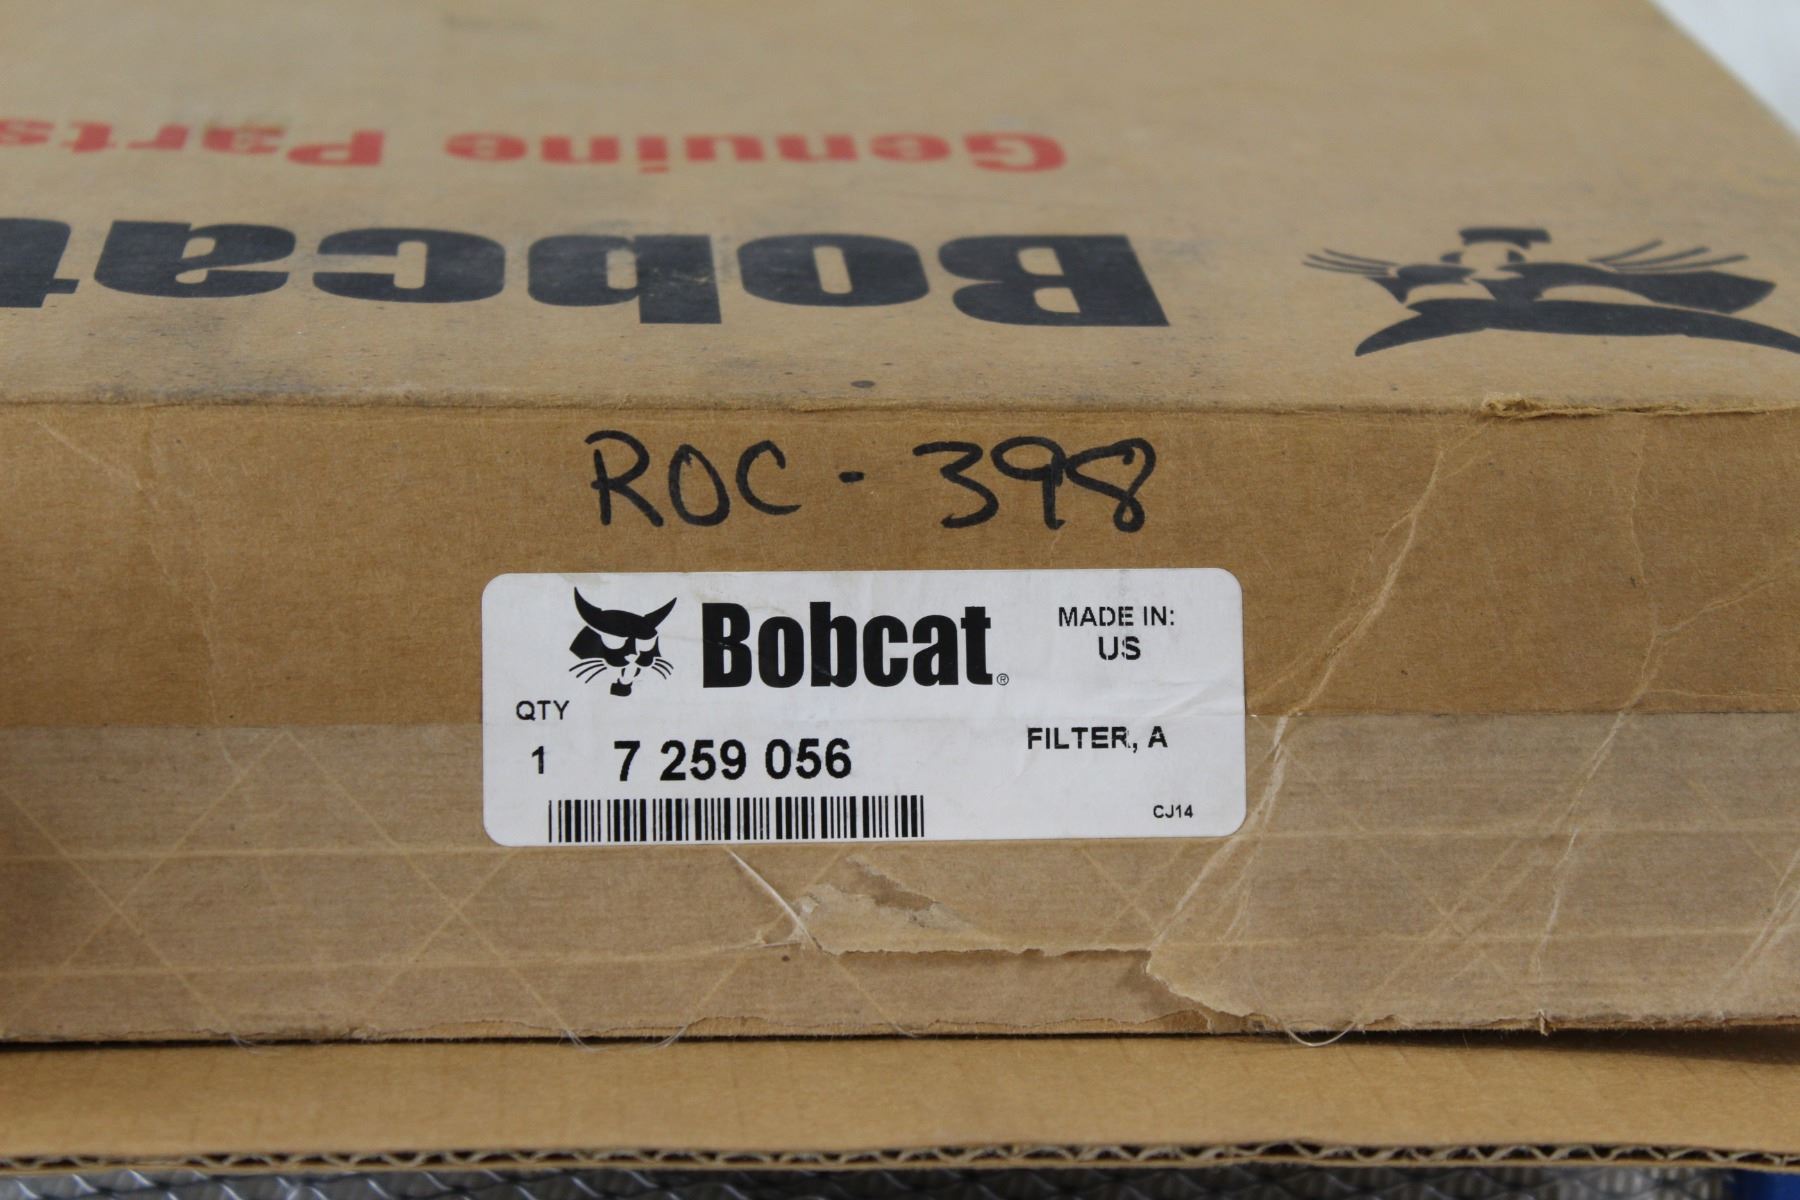 Genuine Parts
Bobcat
ROC - 398
Bobcat®
MADE IN:
US
QTY
1 7 259 056
FILTER, A
CJ14